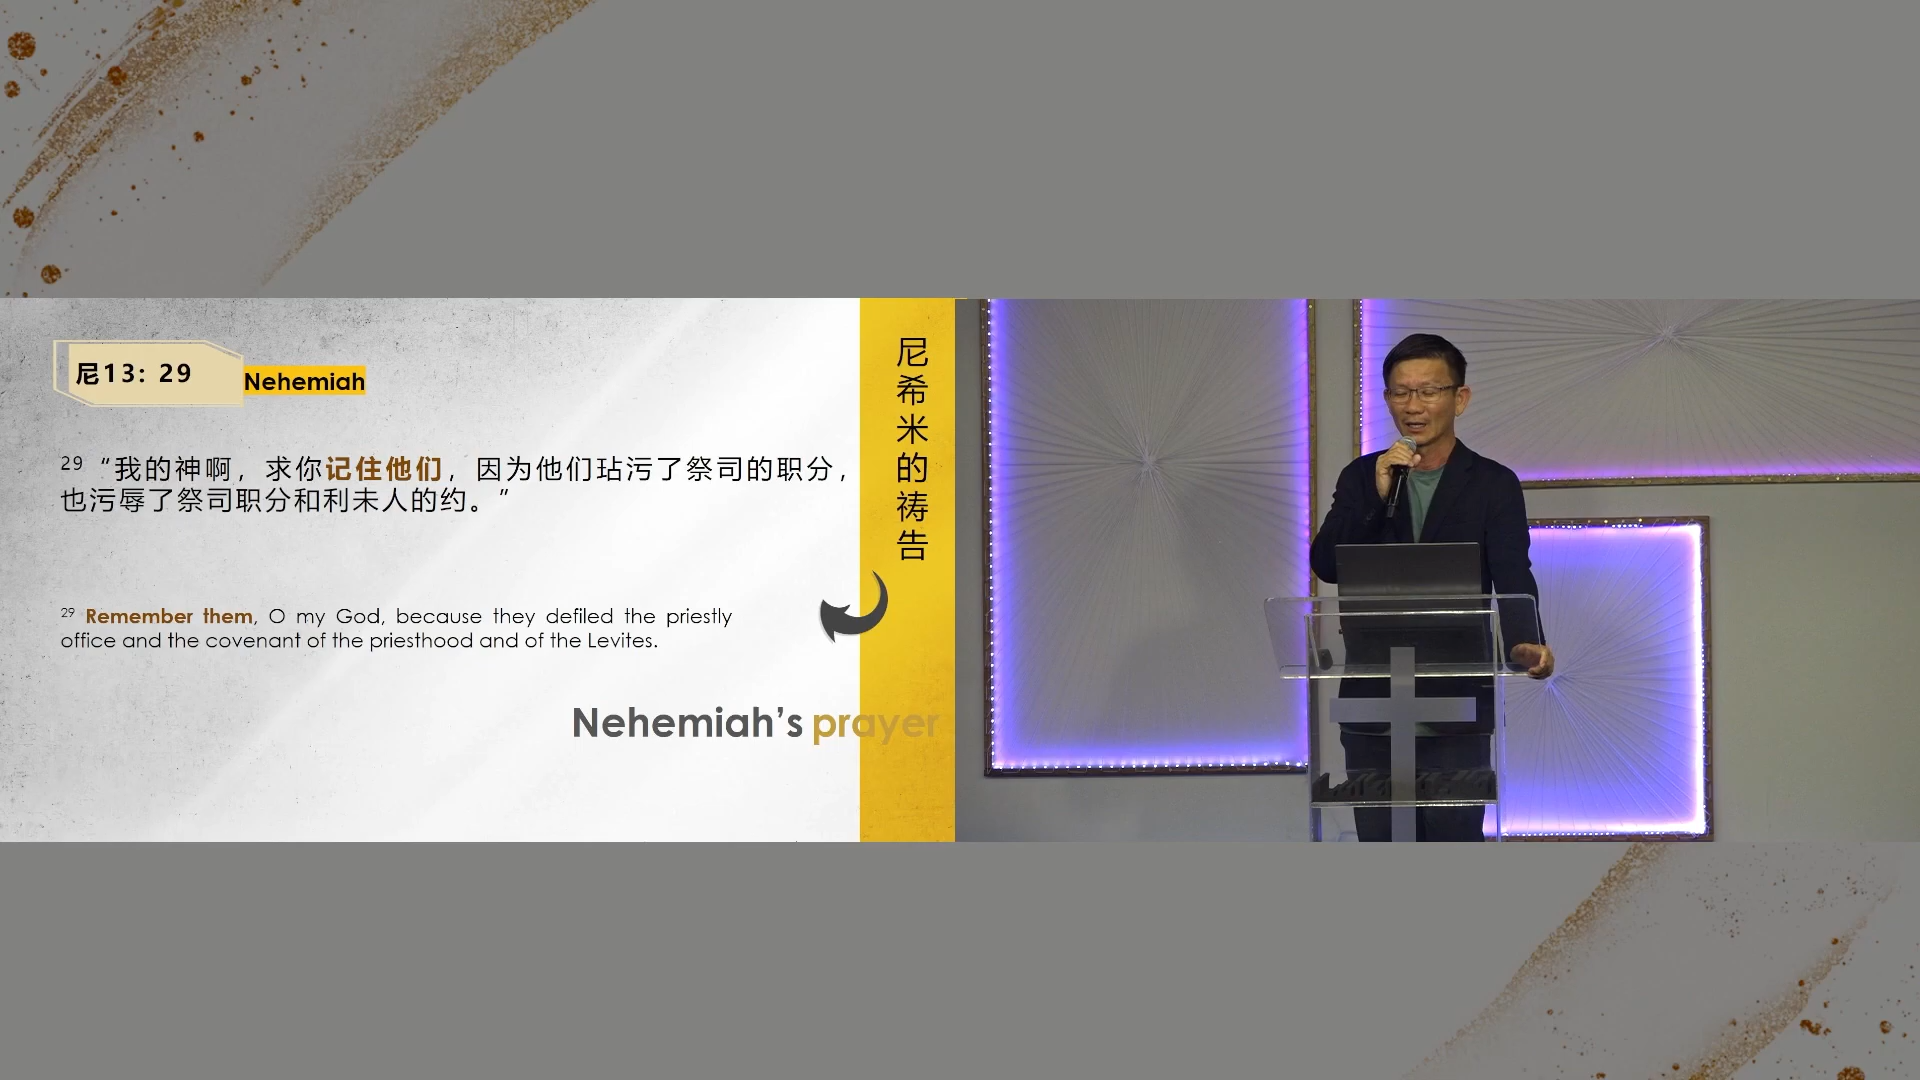 尼13: 29
Nehemiah
29 “我的神啊，求你记住他们，因为他们玷污了祭司的职分，
也污辱了祭司职分和利未人的约。”
29 Remember them, O my God, because they defiled the priestly
office and the covenant of the priesthood and of the Levites.
尼希米的祷告
Nehemiah’s prayer